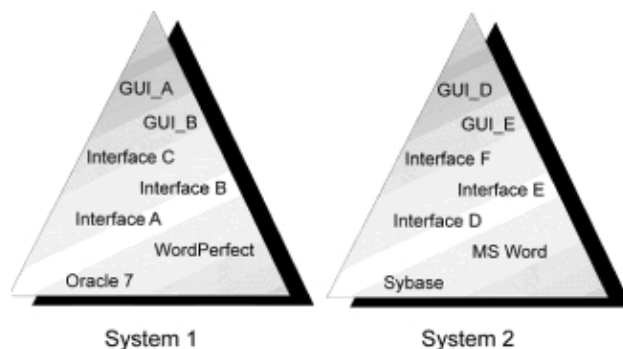 GUI_A
GUI_B
Interface C
Interface B
Interface A
WordPerfect
Oracle 7
System 1
GUI_D
GUI_E
Interface F
Interface E
Interface D
MS Word
Sybase
System 2